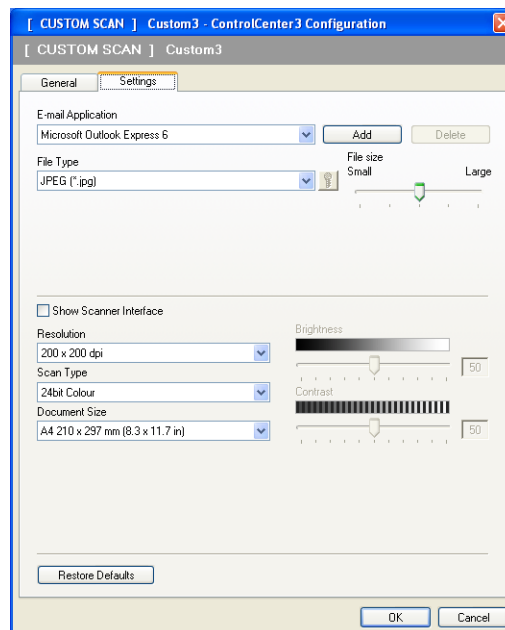 [ CUSTOM SCAN ] Custom3 - ControlCenter3 Configuration
[ CUSTOM SCAN ] Custom3
General Settings
E-mail Application
Microsoft Outlook Express 6 Add Delete
File Type File size
JPEG (*.jpg) Small Large
Show Scanner Interface
Resolution Brightness
200 x 200 dpi 50
Scan Type
24bit Colour Contrast
Document Size
A4 210 x 297 mm (8.3 x 11.7 in) 50
Restore Defaults
OK Cancel